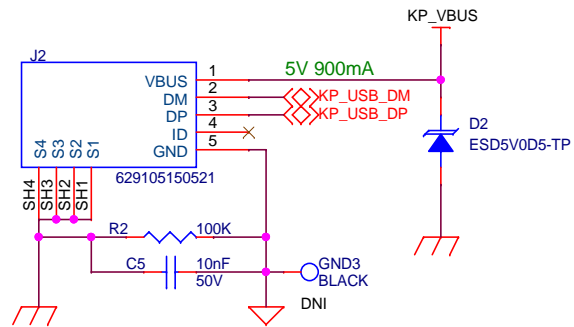 KP_VBUS
J2
1
5V 900mA
VBUS
2
DM
KP_USB_DM
3
DP
KP_USB_DP
4
ID
5
GND
D2
ESD5V0D5-TP
S4
S3
S2
S1
629105150521
SH4
SH3
SH2
SH1
R2
100K
C5
10nF
50V
GND3
BLACK
DNI